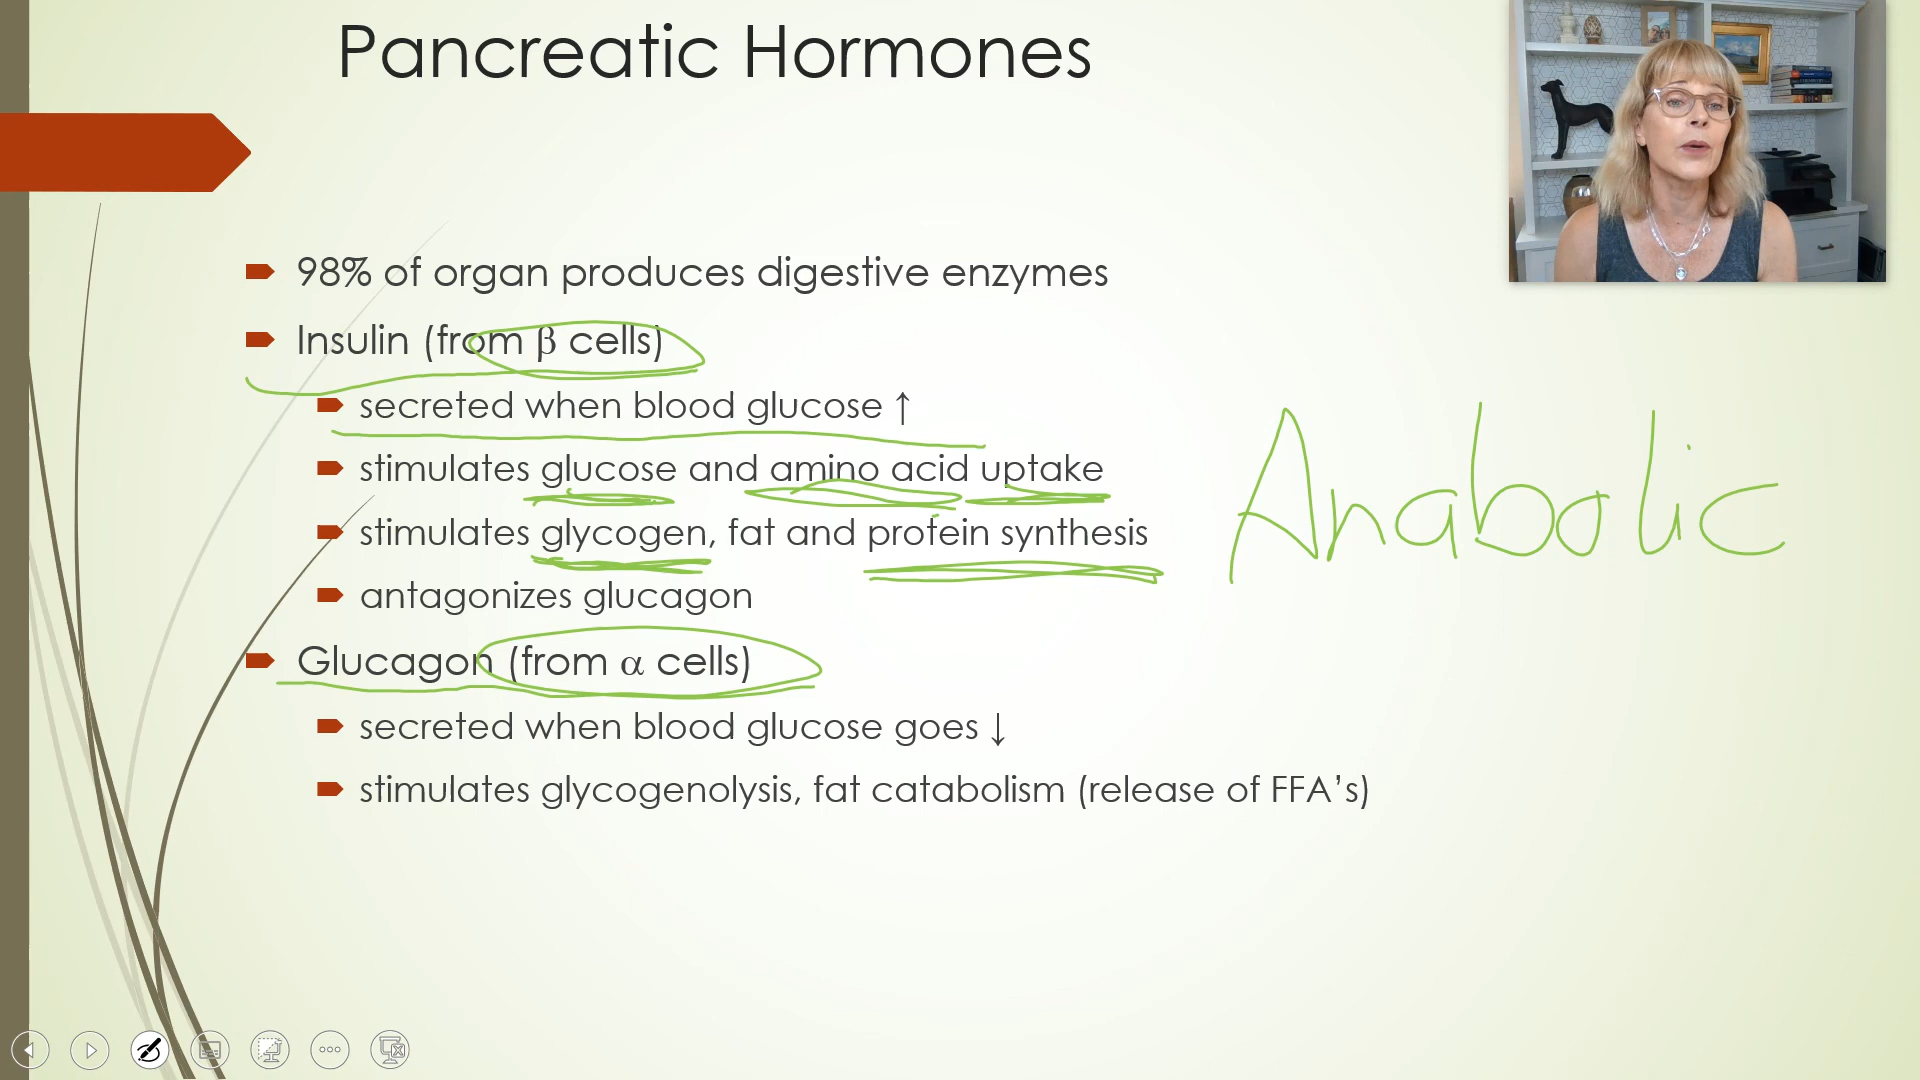 Pancreatic Hormones
98% of organ produces digestive enzymes
Insulin (from β cells)
secreted when blood glucose ↑
stimulates glucose and amino acid uptake
stimulates glycogen, fat and protein synthesis
antagonizes glucagon
Glucagon (from α cells)
secreted when blood glucose goes ↓
stimulates glycogenolysis, fat catabolism (release of FFA’s)
Anabolic